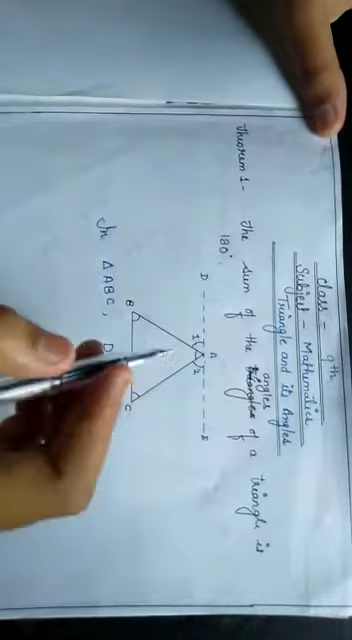 Class - 9th
Subject - Mathematics
Triangle and its Angles
Theorem 1 - The sum of the angles of a triangle is
180°.
D A E
1 2
B C
In △ABC, D